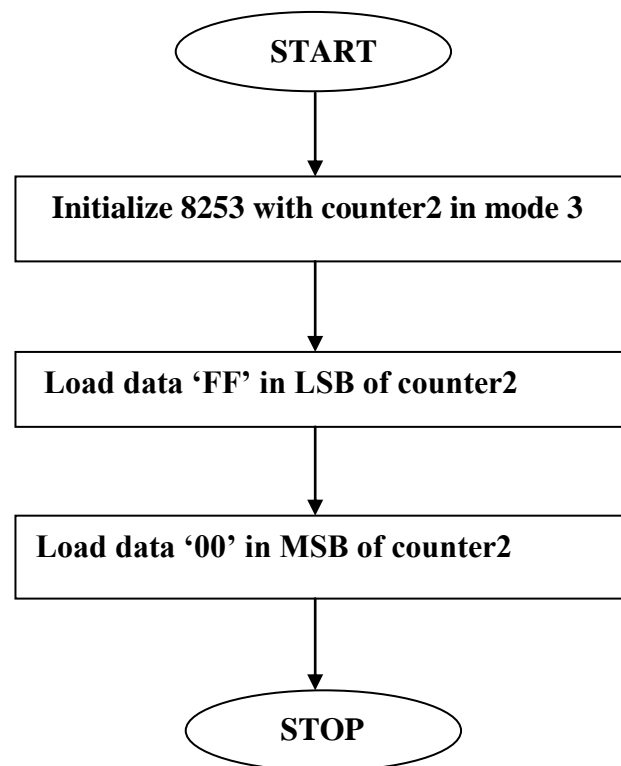 START
Initialize 8253 with counter2 in mode 3
Load data ‘FF’ in LSB of counter2
Load data ‘00’ in MSB of counter2
STOP